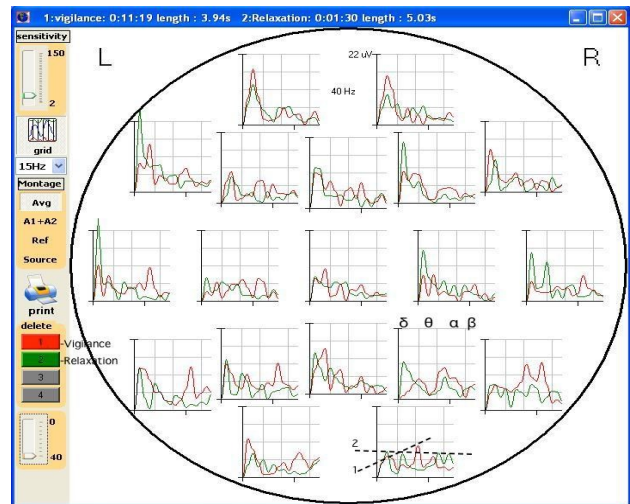 1:vigilance: 0:11:19 length : 3.94s 2:Relaxation: 0:01:30 length : 5.03s
sensitivity
150
2
grid
15Hz
Montage
Avg
A1+A2
Ref
Source
print
delete
1 -Vigilance
2 -Relaxation
3
4
0
40
L
R
22 uV
40 Hz
δ θ α β
2
1